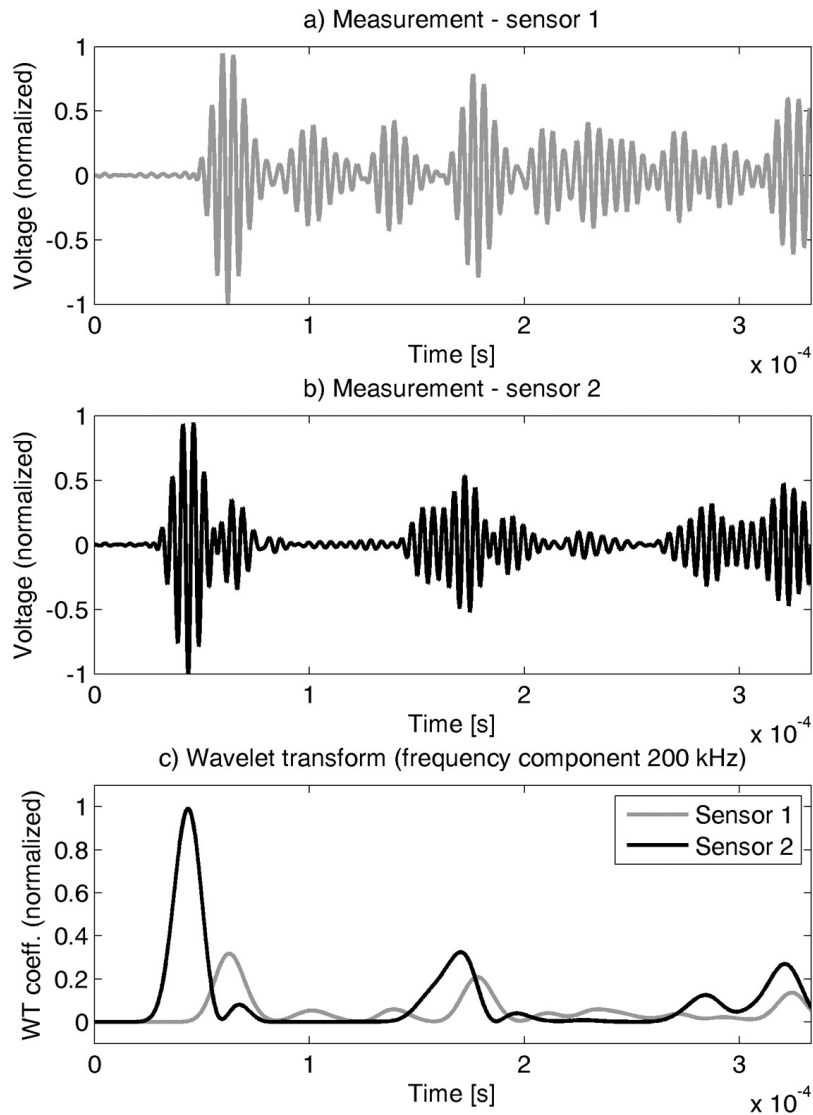 a) Measurement - sensor 1
Voltage (normalized)
1
0.5
0
-0.5
-1
0 1 2 3
Time [s]
x 10-4
b) Measurement - sensor 2
Voltage (normalized)
1
0.5
0
-0.5
-1
0 1 2 3
Time [s]
x 10-4
c) Wavelet transform (frequency component 200 kHz)
WT coeff. (normalized)
1
0.8
0.6
0.4
0.2
0
Sensor 1
Sensor 2
0 1 2 3
Time [s]
x 10-4